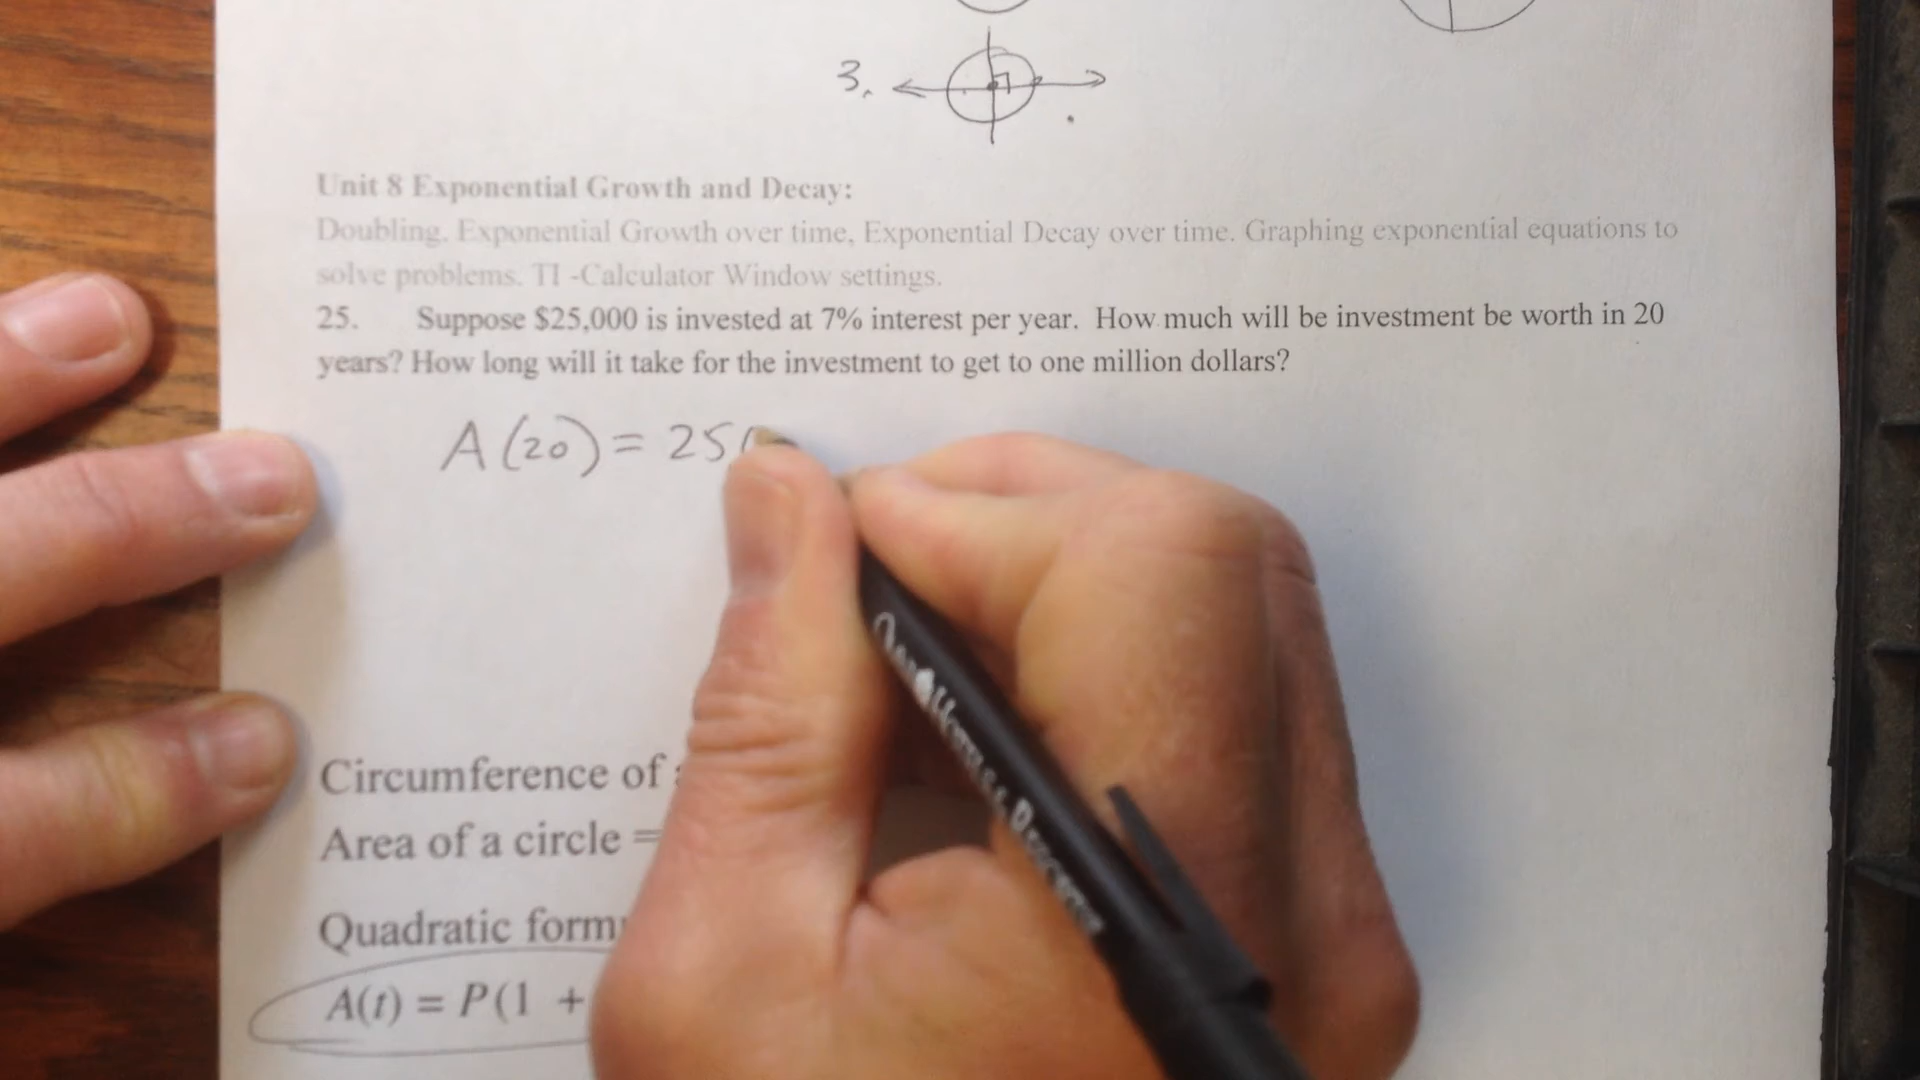 3.
Unit 8 Exponential Growth and Decay:
Doubling. Exponential Growth over time, Exponential Decay over time. Graphing exponential equations to
solve problems. TI -Calculator Window settings.
25. Suppose $25,000 is invested at 7% interest per year. How much will be investment be worth in 20
years? How long will it take for the investment to get to one million dollars?
A(20) = 250
Circumference of
Area of a circle =
Quadratic
A(t) = P(1 +